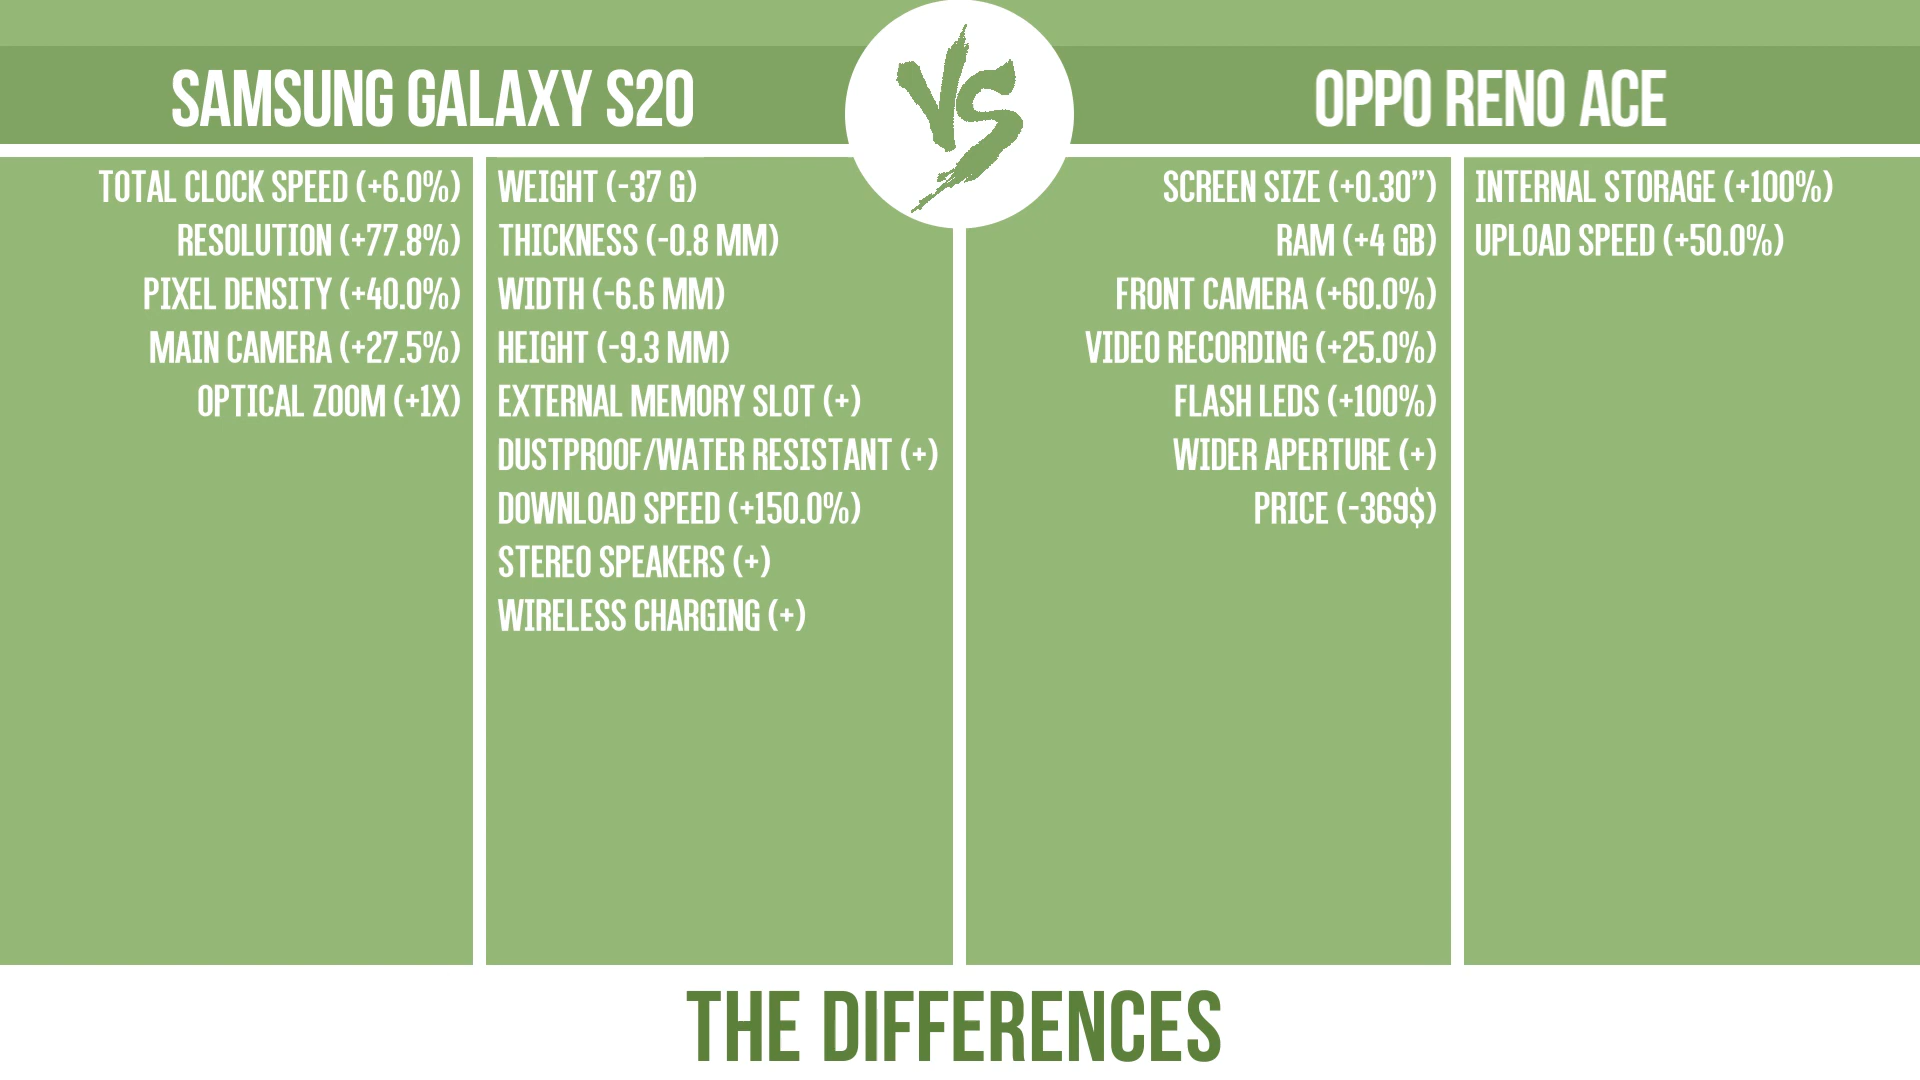 SAMSUNG GALAXY S20
VS
OPPO RENO ACE
TOTAL CLOCK SPEED (+6.0%)
RESOLUTION (+77.8%)
PIXEL DENSITY (+40.0%)
MAIN CAMERA (+27.5%)
OPTICAL ZOOM (+1X)
WEIGHT (-37 G)
THICKNESS (-0.8 MM)
WIDTH (-6.6 MM)
HEIGHT (-9.3 MM)
EXTERNAL MEMORY SLOT (+)
DUSTPROOF/WATER RESISTANT (+)
DOWNLOAD SPEED (+150.0%)
STEREO SPEAKERS (+)
WIRELESS CHARGING (+)
SCREEN SIZE (+0.30”)
RAM (+4 GB)
FRONT CAMERA (+60.0%)
VIDEO RECORDING (+25.0%)
FLASH LEDS (+100%)
WIDER APERTURE (+)
PRICE (-369$)
INTERNAL STORAGE (+100%)
UPLOAD SPEED (+50.0%)
THE DIFFERENCES